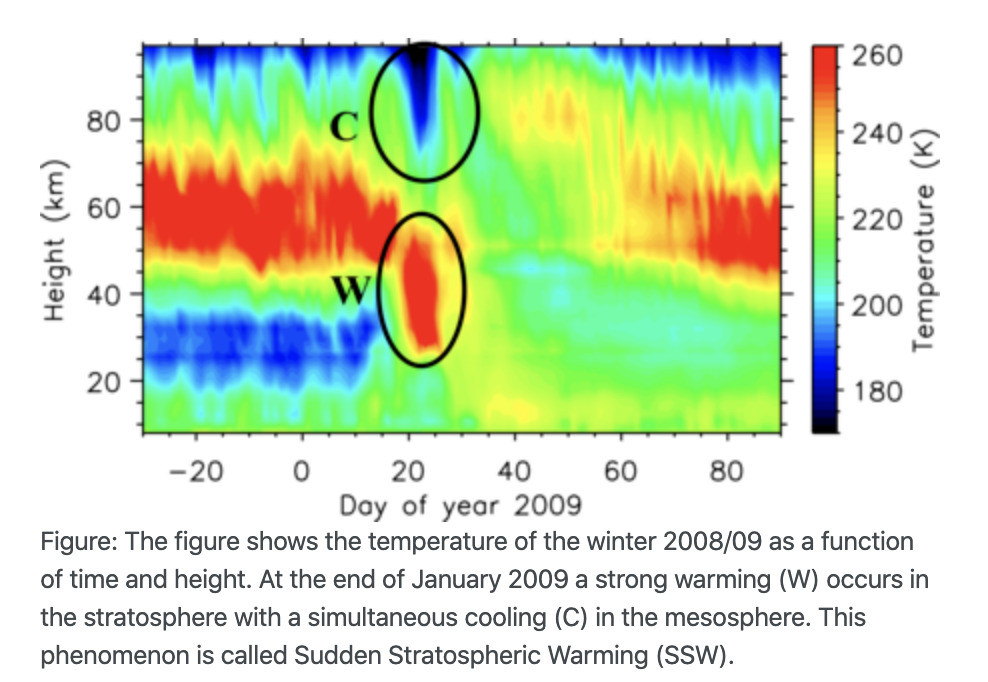 C
W
80
60
40
20
Height (km)
−20 0 20 40 60 80
Day of year 2009
260
240
220
200
180
Temperature (K)
Figure: The figure shows the temperature of the winter 2008/09 as a function
of time and height. At the end of January 2009 a strong warming (W) occurs in
the stratosphere with a simultaneous cooling (C) in the mesosphere. This
phenomenon is called Sudden Stratospheric Warming (SSW).